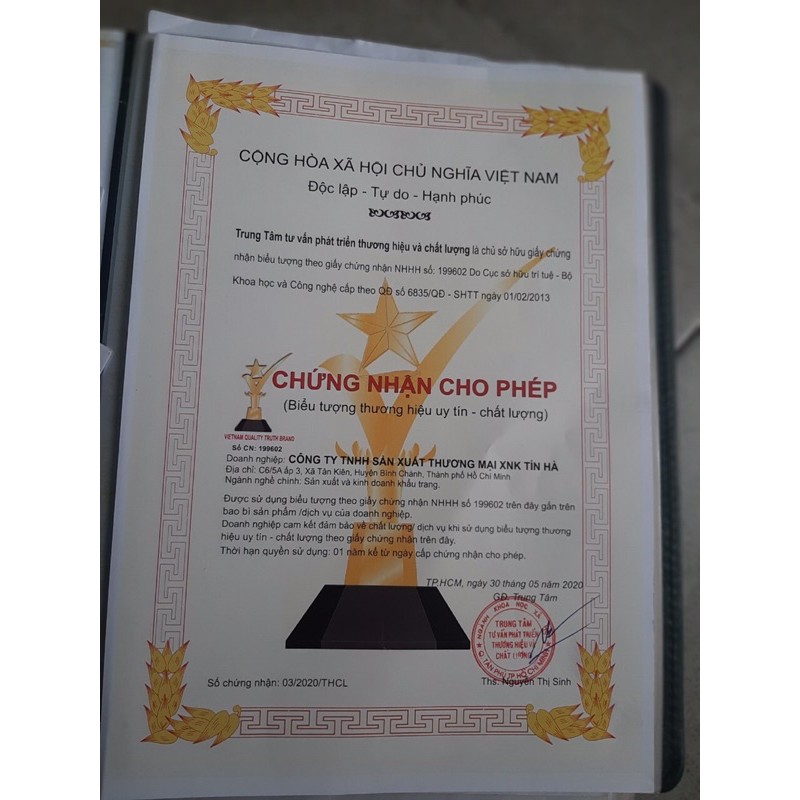 CỘNG HÒA XÃ HỘI CHỦ NGHĨA VIỆT NAM
Độc lập - Tự do - Hạnh phúc
Trung Tâm tư vấn phát triển thương hiệu và chất lượng là chủ sở hữu giấy chứng
nhận biểu tượng theo giấy chứng nhận NHHH số: 199602 Do Cục sở hữu trí tuệ - Bộ
Khoa học và Công nghệ cấp theo QĐ số 6835/QĐ - SHTT ngày 01/02/2013
CHỨNG NHẬN CHO PHÉP
(Biểu tượng thương hiệu uy tín - chất lượng)
VIETNAM QUALITY TRUTH BRAND
Số CN: 199602
Doanh nghiệp: CÔNG TY TNHH SẢN XUẤT THƯƠNG MẠI XNK TÍN HÀ
Địa chỉ: C6/5A ấp 3, Xã Tân Kiên, Huyện Bình Chánh, Thành phố Hồ Chí Minh
Ngành nghề chính: Sản xuất và kinh doanh khẩu trang.
Được sử dụng biểu tượng theo giấy chứng nhận NHHH số 199602 trên đây gắn trên
bao bì sản phẩm /dịch vụ của doanh nghiệp.
Doanh nghiệp cam kết đảm bảo về chất lượng/ dịch vụ khi sử dụng biểu tượng thương
hiệu uy tín - chất lượng theo giấy chứng nhận trên đây.
Thời hạn quyền sử dụng: 01 năm kể từ ngày cấp chứng nhận cho phép.
TP.HCM, ngày 30 tháng 05 năm 2020
GĐ. Trung Tâm
NGÀNH KHOA HỌC XÃ
TRUNG TÂM
TƯ VẤN PHÁT TRIỂN
THƯƠNG HIỆU VÀ
CHẤT LƯỢNG
Q. TÂN PHÚ TP HỒ CHÍ MINH
Số chứng nhận: 03/2020/THCL
Ths. Nguyễn Thị Sinh